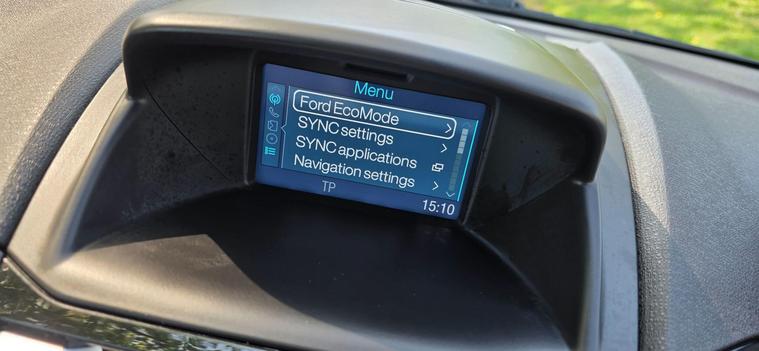 Menu
Ford EcoMode
SYNC settings
SYNC applications
Navigation settings
TP
15:10